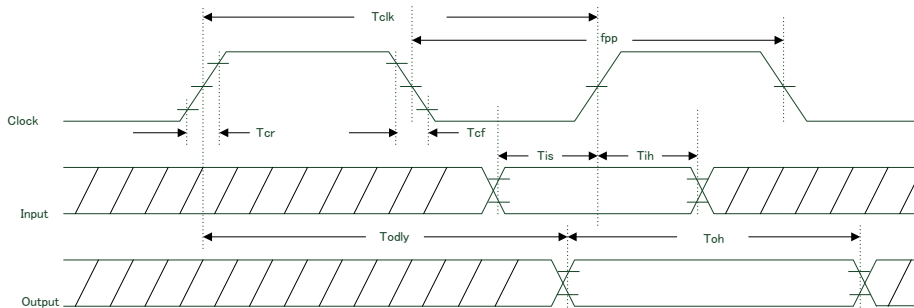 Tclk
fpp
Clock
Tcr
Tcf
Tis
Tih
Input
Todly
Toh
Output